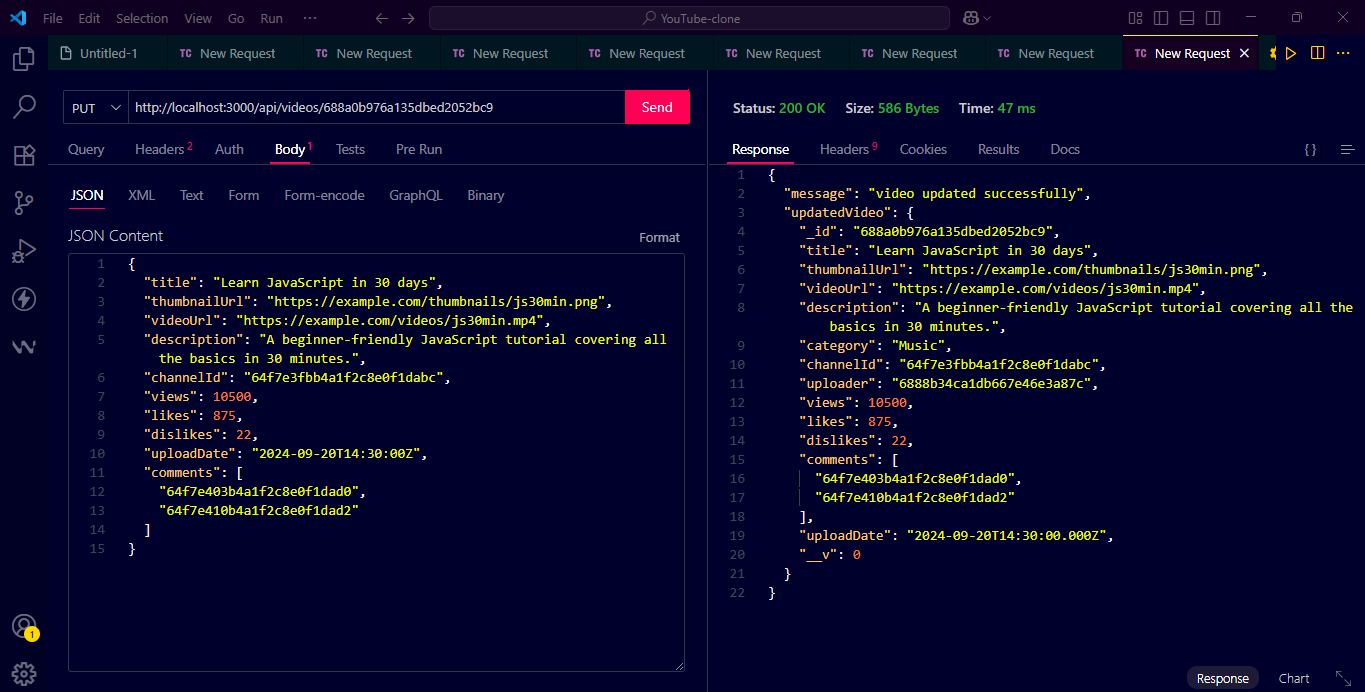 File Edit Selection View Go Run ··· YouTube-clone
Untitled-1 TC New Request TC New Request TC New Request TC New Request TC New Request TC New Request TC New Request TC New Request
PUT http://localhost:3000/api/videos/688a0b976a135dbed2052bc9 Send
Query Headers 2 Auth Body 1 Tests Pre Run
JSON XML Text Form Form-encode GraphQL Binary
JSON Content Format
1 {
2 "title": "Learn JavaScript in 30 days",
3 "thumbnailUrl": "https://example.com/thumbnails/js30min.png",
4 "videoUrl": "https://example.com/videos/js30min.mp4",
5 "description": "A beginner-friendly JavaScript tutorial covering all
the basics in 30 minutes.",
6 "channelId": "64f7e3fbb4a1f2c8e0f1dabc",
7 "views": 10500,
8 "likes": 875,
9 "dislikes": 22,
10 "uploadDate": "2024-09-20T14:30:00Z",
11 "comments": [
12 "64f7e403b4a1f2c8e0f1dad0",
13 "64f7e410b4a1f2c8e0f1dad2"
14 ]
15 }
1
Status: 200 OK Size: 586 Bytes Time: 47 ms
Response Headers 9 Cookies Results Docs { }
1 {
2 "message": "video updated successfully",
3 "updatedVideo": {
4 "_id": "688a0b976a135dbed2052bc9",
5 "title": "Learn JavaScript in 30 days",
6 "thumbnailUrl": "https://example.com/thumbnails/js30min.png",
7 "videoUrl": "https://example.com/videos/js30min.mp4",
8 "description": "A beginner-friendly JavaScript tutorial covering all the
basics in 30 minutes.",
9 "category": "Music",
10 "channelId": "64f7e3fbb4a1f2c8e0f1dabc",
11 "uploader": "6888b34ca1db667e46e3a87c",
12 "views": 10500,
13 "likes": 875,
14 "dislikes": 22,
15 "comments": [
16 "64f7e403b4a1f2c8e0f1dad0",
17 "64f7e410b4a1f2c8e0f1dad2"
18 ],
19 "uploadDate": "2024-09-20T14:30:00.000Z",
20 "__v": 0
21 }
22 }
Response Chart